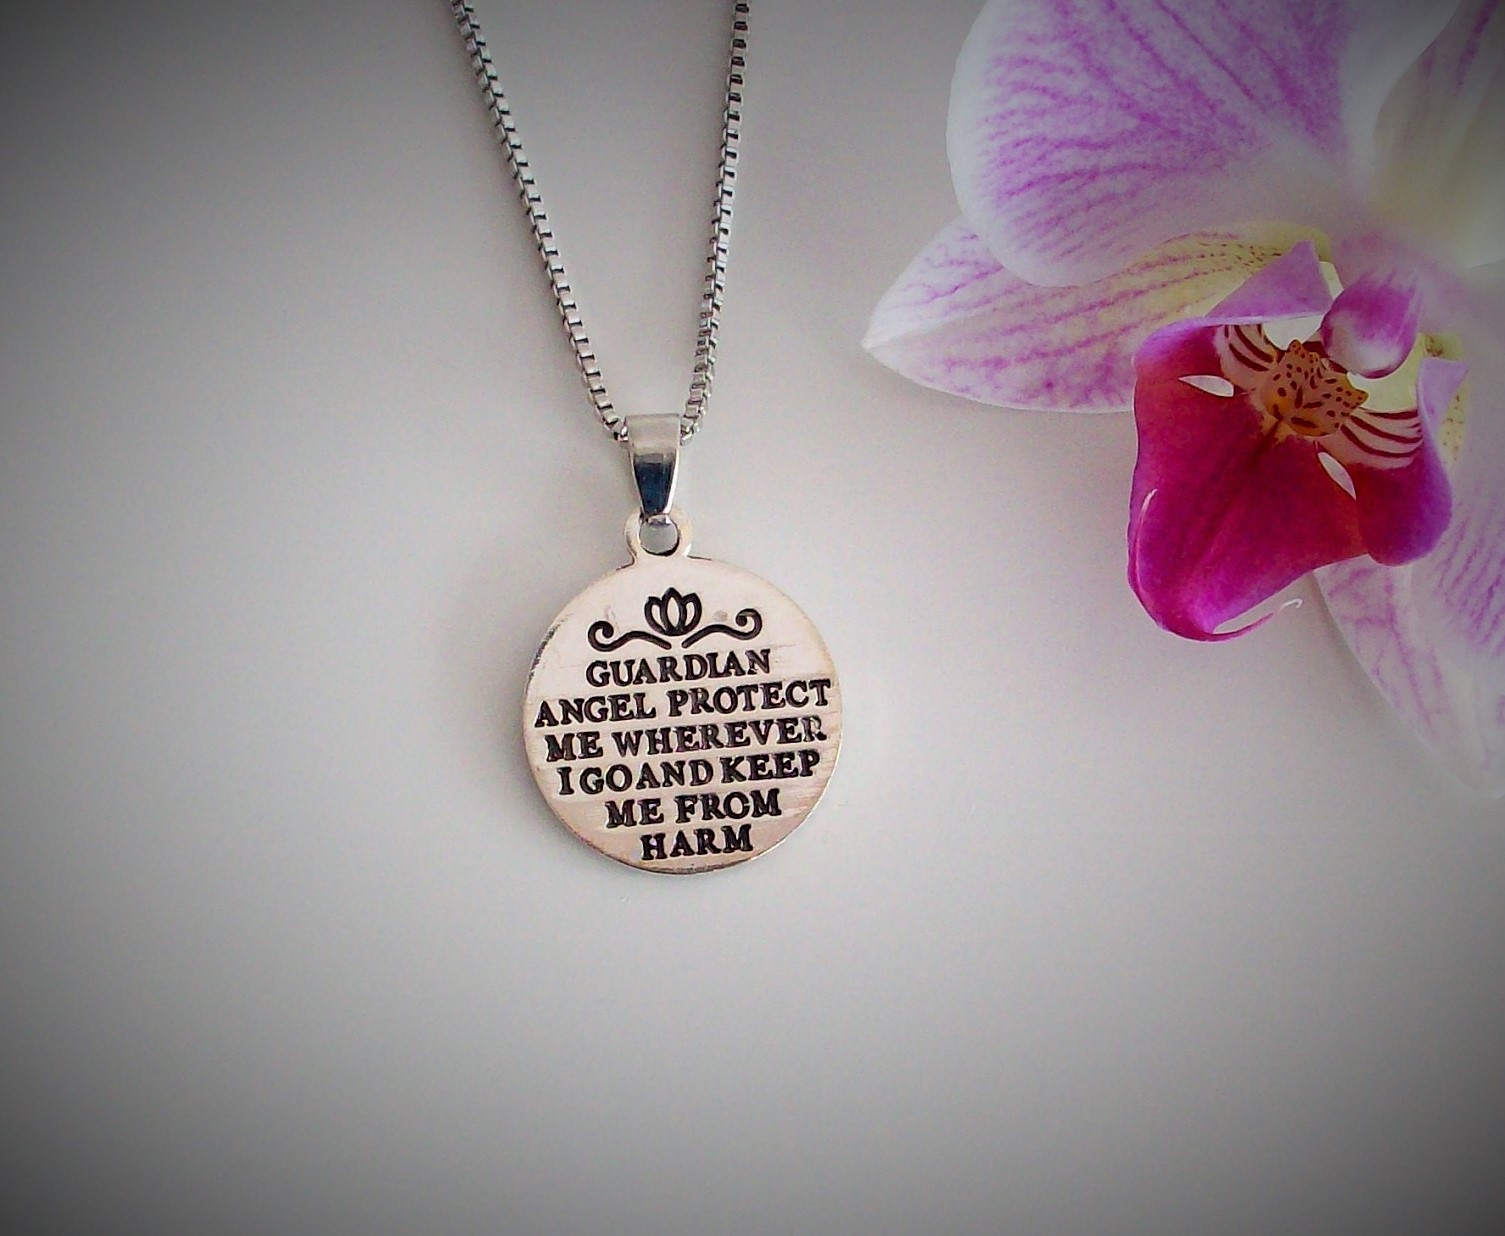 GUARDIAN
ANGEL PROTECT
ME WHEREVER
I GO AND KEEP
ME FROM
HARM